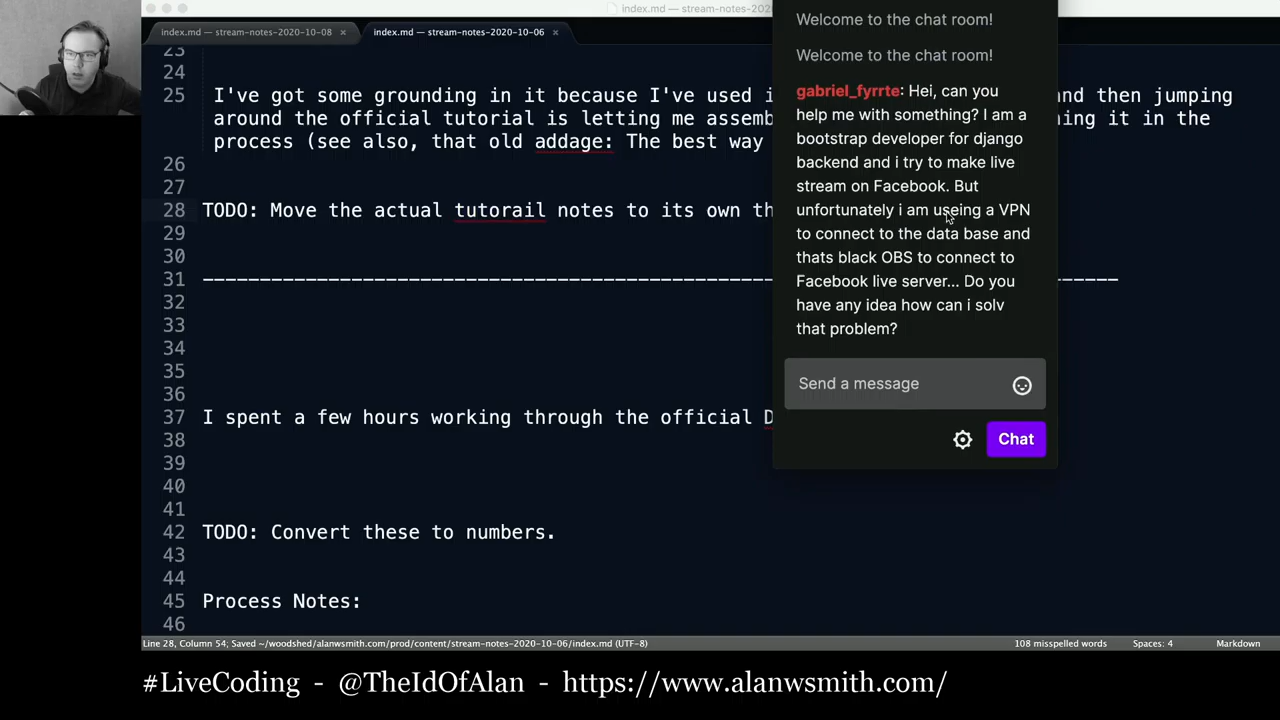 index.md — stream-notes-2020-10-
index.md — stream-notes-2020-10-08 ×
index.md — stream-notes-2020-10-06 ×
23
24
25 I've got some grounding in it because I've used i nd then jumping
around the official tutorial is letting me assemb ning it in the
process (see also, that old addage: The best way
26
27
28 TODO: Move the actual tutorail notes to its own th
29
30
31 --------------------------------------------------------------------------------
32
33
34
35
36
37 I spent a few hours working through the official D
38
39
40
41
42 TODO: Convert these to numbers.
43
44
45 Process Notes:
46
Welcome to the chat room!
Welcome to the chat room!
gabriel_fyrrte: Hei, can you
help me with something? I am a
bootstrap developer for django
backend and i try to make live
stream on Facebook. But
unfortunately i am useing a VPN
to connect to the data base and
thats black OBS to connect to
Facebook live server... Do you
have any idea how can i solv
that problem?
Send a message
Chat
Line 28, Column 54; Saved ~/woodshed/alanwsmith.com/prod/content/stream-notes-2020-10-06/index.md (UTF-8) 108 misspelled words Spaces: 4 Markdown
#LiveCoding - @TheIdOfAlan - https://www.alanwsmith.com/